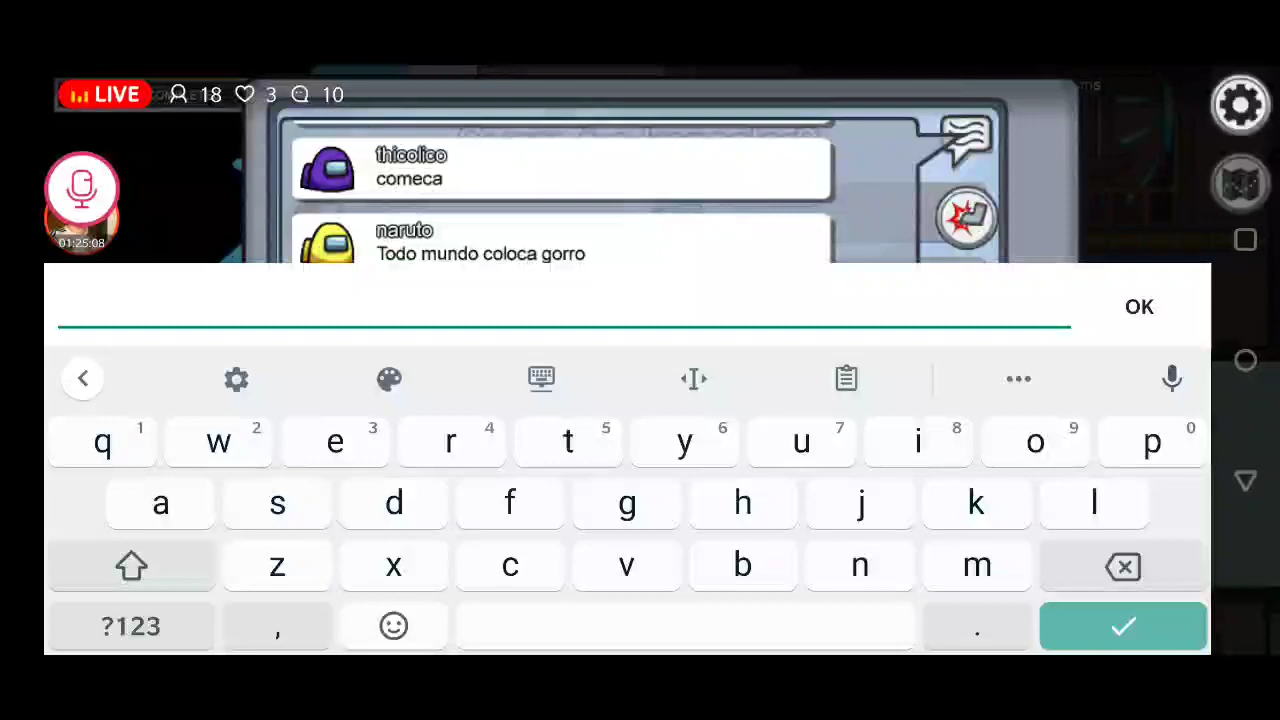 LIVE 18 3 10
ms
thicolico
comeca
naruto
Todo mundo coloca gorro
01:25:08
OK
q 1 w 2 e 3 r 4 t 5 y 6 u 7 i 8 o 9 p 0
a s d f g h j k l
z x c v b n m
?123 , .